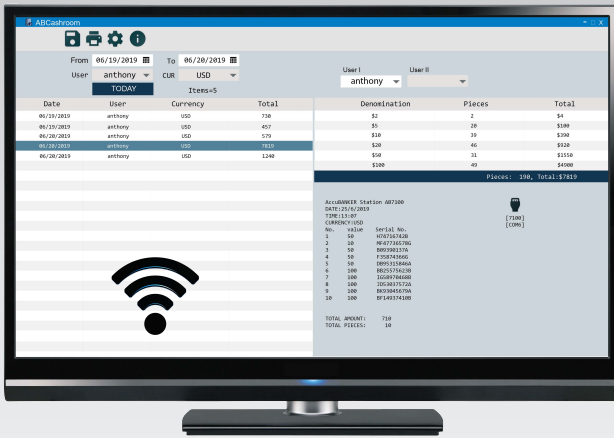 ABCashroom
From 06/19/2019 To 06/20/2019
User anthony CUR USD
TODAY Items=5
User I User II
anthony
Date User Currency Total
06/19/2019 anthony USD 730
06/19/2019 anthony USD 457
06/20/2019 anthony USD 579
06/20/2019 anthony USD 7819
06/20/2019 anthony USD 1240
Denomination Pieces Total
$2 2 $4
$5 20 $100
$10 39 $390
$20 46 $920
$50 31 $1550
$100 49 $4900
Pieces: 190, Total:$7819
AccuBANKER Station AB7100
DATE:25/6/2019
TIME:13:07
CURRENCY:USD
No. value Serial No.
1 50 H74716742B
2 10 MF47736578G
3 50 B09390137A
4 50 F35874366G
5 50 DB95315846A
6 100 BB25575623B
7 100 IG58970468B
8 100 JD53037572A
9 100 BK93045679A
10 100 BF14937410B
TOTAL AMOUNT: 710
TOTAL PIECES: 10
[7100]
[COM6]